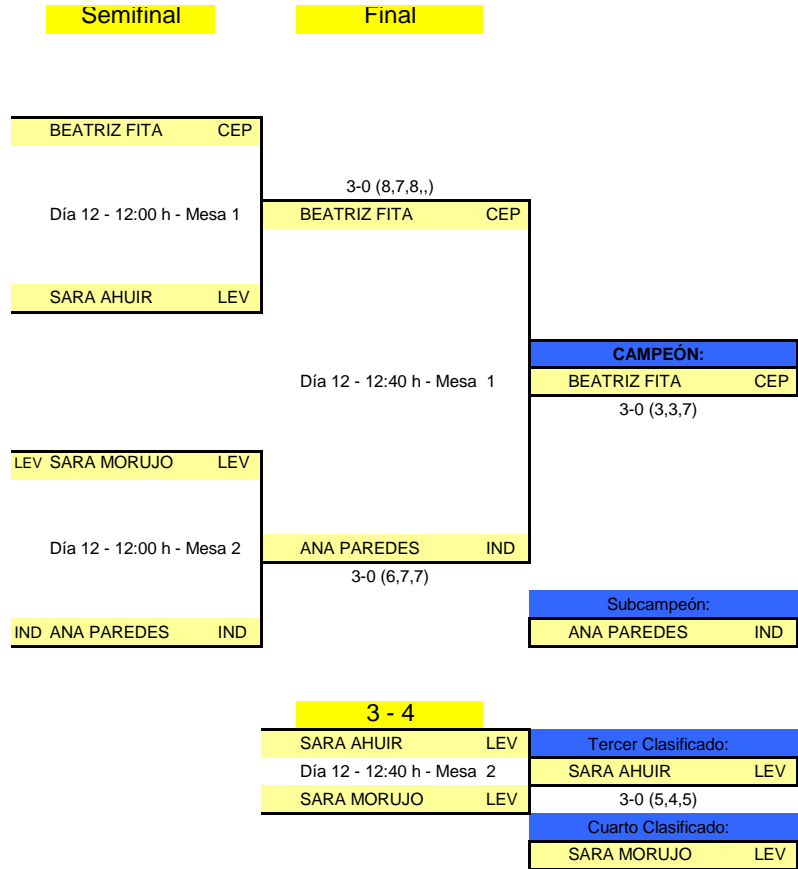 Semifinal Final
BEATRIZ FITA CEP
3-0 (8,7,8,,)
Día 12 - 12:00 h - Mesa 1 BEATRIZ FITA CEP
SARA AHUIR LEV
CAMPEÓN:
Día 12 - 12:40 h - Mesa 1 BEATRIZ FITA CEP
3-0 (3,3,7)
LEV SARA MORUJO LEV
Día 12 - 12:00 h - Mesa 2 ANA PAREDES IND
3-0 (6,7,7)
Subcampeón:
IND ANA PAREDES IND ANA PAREDES IND
3 - 4
SARA AHUIR LEV Tercer Clasificado:
Día 12 - 12:40 h - Mesa 2 SARA AHUIR LEV
SARA MORUJO LEV 3-0 (5,4,5)
Cuarto Clasificado:
SARA MORUJO LEV